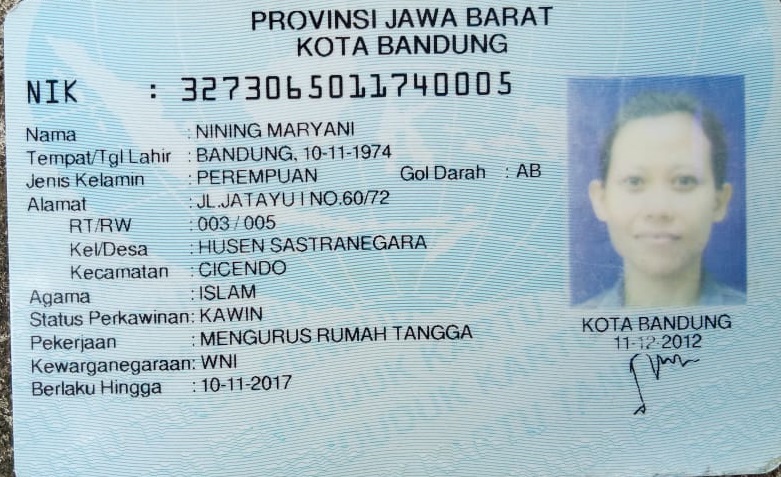 PROVINSI JAWA BARAT
KOTA BANDUNG
NIK : 3273065011740005
Nama : NINING MARYANI
Tempat/Tgl Lahir : BANDUNG, 10-11-1974
Jenis Kelamin : PEREMPUAN Gol Darah : AB
Alamat : JL.JATAYU I NO.60/72
RT/RW : 003 / 005
Kel/Desa : HUSEN SASTRANEGARA
Kecamatan : CICENDO
Agama : ISLAM
Status Perkawinan: KAWIN
Pekerjaan : MENGURUS RUMAH TANGGA
Kewarganegaraan: WNI
Berlaku Hingga : 10-11-2017
KOTA BANDUNG
11-12-2012